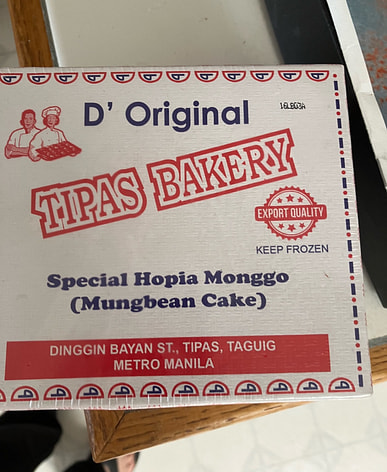 D' Original
16LBG3A
TIPAS BAKERY
EXPORT QUALITY
KEEP FROZEN
Special Hopia Monggo
(Mungbean Cake)
DINGGIN BAYAN ST., TIPAS, TAGUIG
METRO MANILA